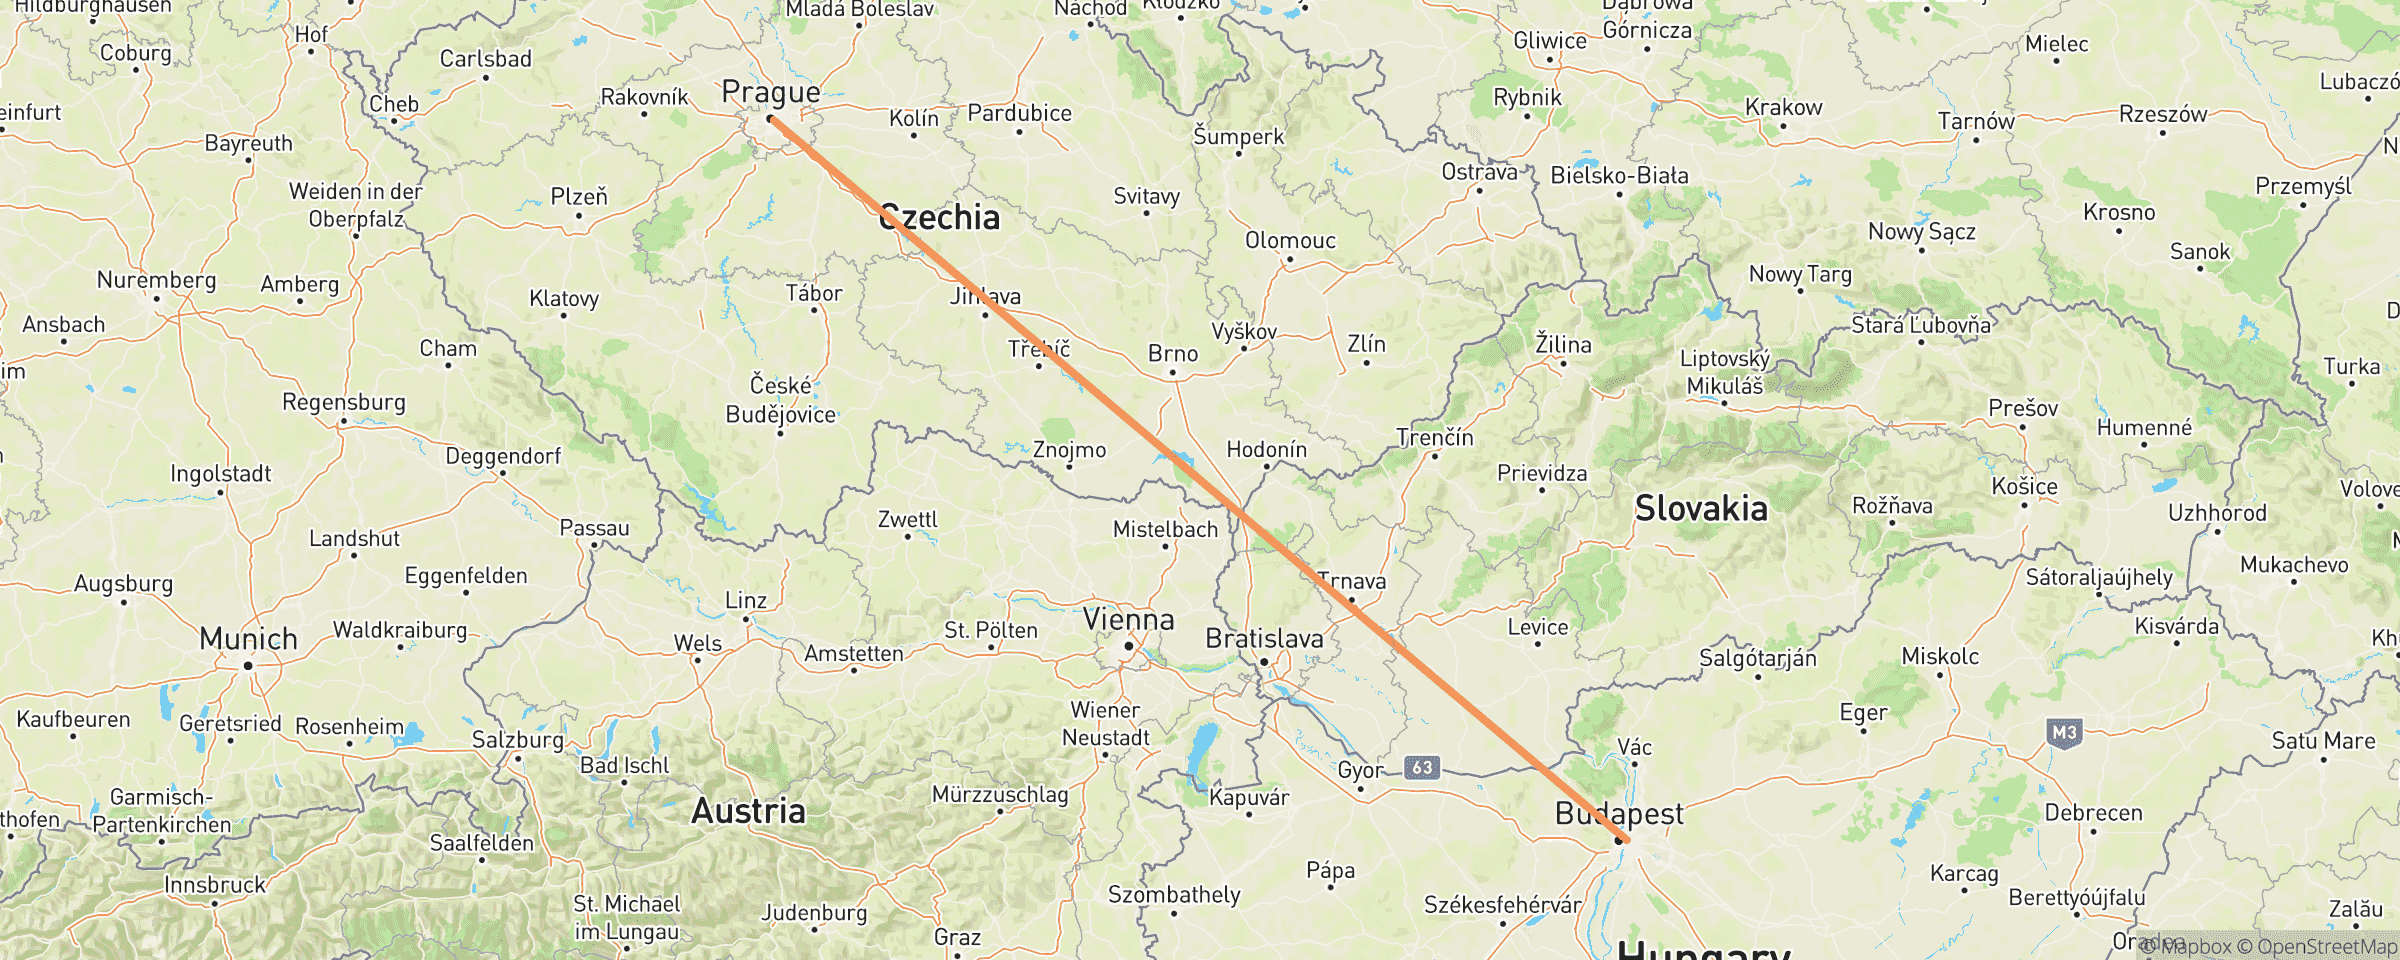 Hildburghausen
Mladá Boleslav
Náchod
Kłodzko
Dąbrowa
Górnicza
Hof
Coburg
Carlsbad
Gliwice
Mielec
Lubaczó
Prague
Rakovník
Cheb
einfurt
Kolín
Pardubice
Rybnik
Krakow
Tarnów
Rzeszów
Bayreuth
Šumperk
Ostrava
Bielsko-Biała
Przemyśl
Weiden in der
Oberpfalz
Plzeň
Czechia
Svitavy
Krosno
Nowy Sącz
Olomouc
Sanok
Nuremberg
Amberg
Klatovy
Tábor
Jihlava
Nowy Targ
Ansbach
Vyškov
Zlín
Žilina
Stará Ľubovňa
Cham
Třebíč
Brno
Liptovský
Mikuláš
Turka
im
České
Budějovice
Regensburg
Prešov
Humenné
Deggendorf
Znojmo
Hodonín
Trenčín
Ingolstadt
Prievidza
Košice
Volove
Slovakia
Rožňava
Uzhhorod
Passau
Zwettl
Mistelbach
Landshut
Eggenfelden
Augsburg
Trnava
Sátoraljaújhely
Mukachevo
Linz
Vienna
Munich
Waldkraiburg
Wels
St. Pölten
Bratislava
Levice
Kisvárda
Amstetten
Salgótarján
Miskolc
Kaufbeuren
Geretsried
Rosenheim
Salzburg
Wiener
Neustadt
Eger
M3
Vác
Satu Mare
Bad Ischl
63
Gyor
Garmisch-
Partenkirchen
Mürzzuschlag
Kapuvár
Austria
Budapest
Debrecen
thofen
Saalfelden
Innsbruck
Pápa
Karcag
Szombathely
Székesfehérvár
Berettyóújfalu
St. Michael
im Lungau
Judenburg
Zalău
Graz
Hungary
Oradea
© Mapbox © OpenStreetMap